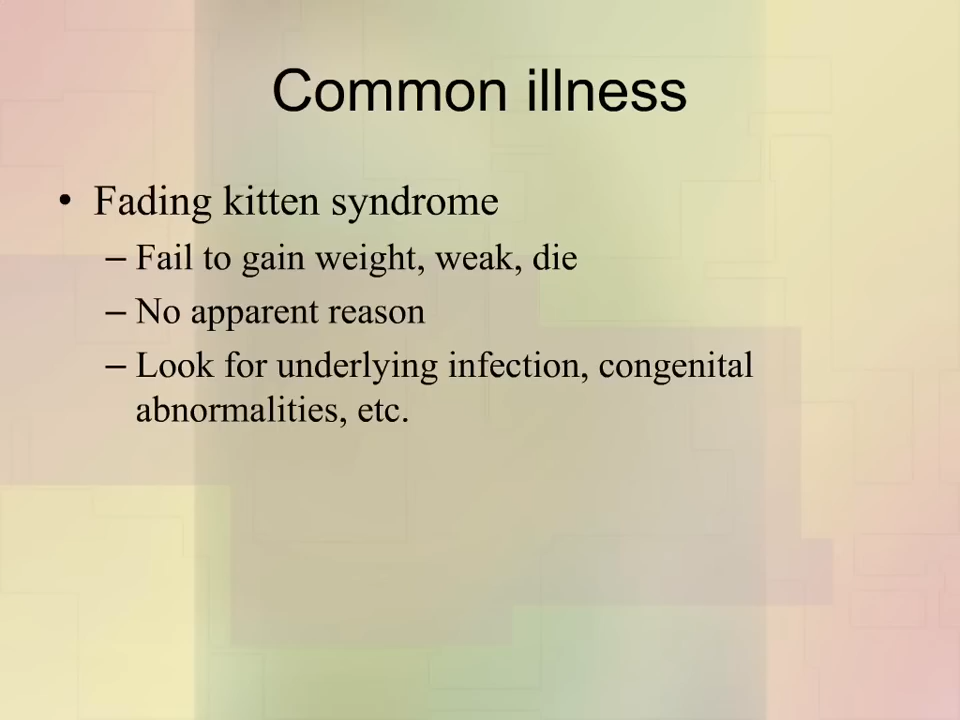 Common illness
• Fading kitten syndrome
– Fail to gain weight, weak, die
– No apparent reason
– Look for underlying infection, congenital
abnormalities, etc.